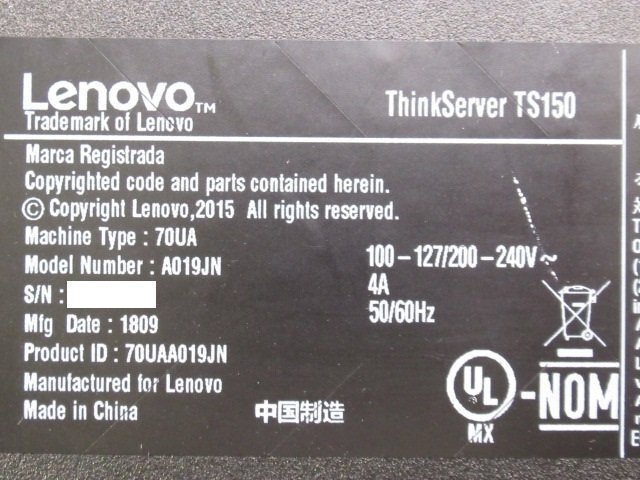 Lenovo™
ThinkServer TS150
Trademark of Lenovo
Marca Registrada
Copyrighted code and parts contained herein.
© Copyright Lenovo,2015 All rights reserved.
Machine Type : 70UA
Model Number : A019JN
S/N :
Mfg Date : 1809
Product ID : 70UAA019JN
Manufactured for Lenovo
Made in China
中国制造
100-127/200-240V~
4A
50/60Hz
UL
MX
-NOM